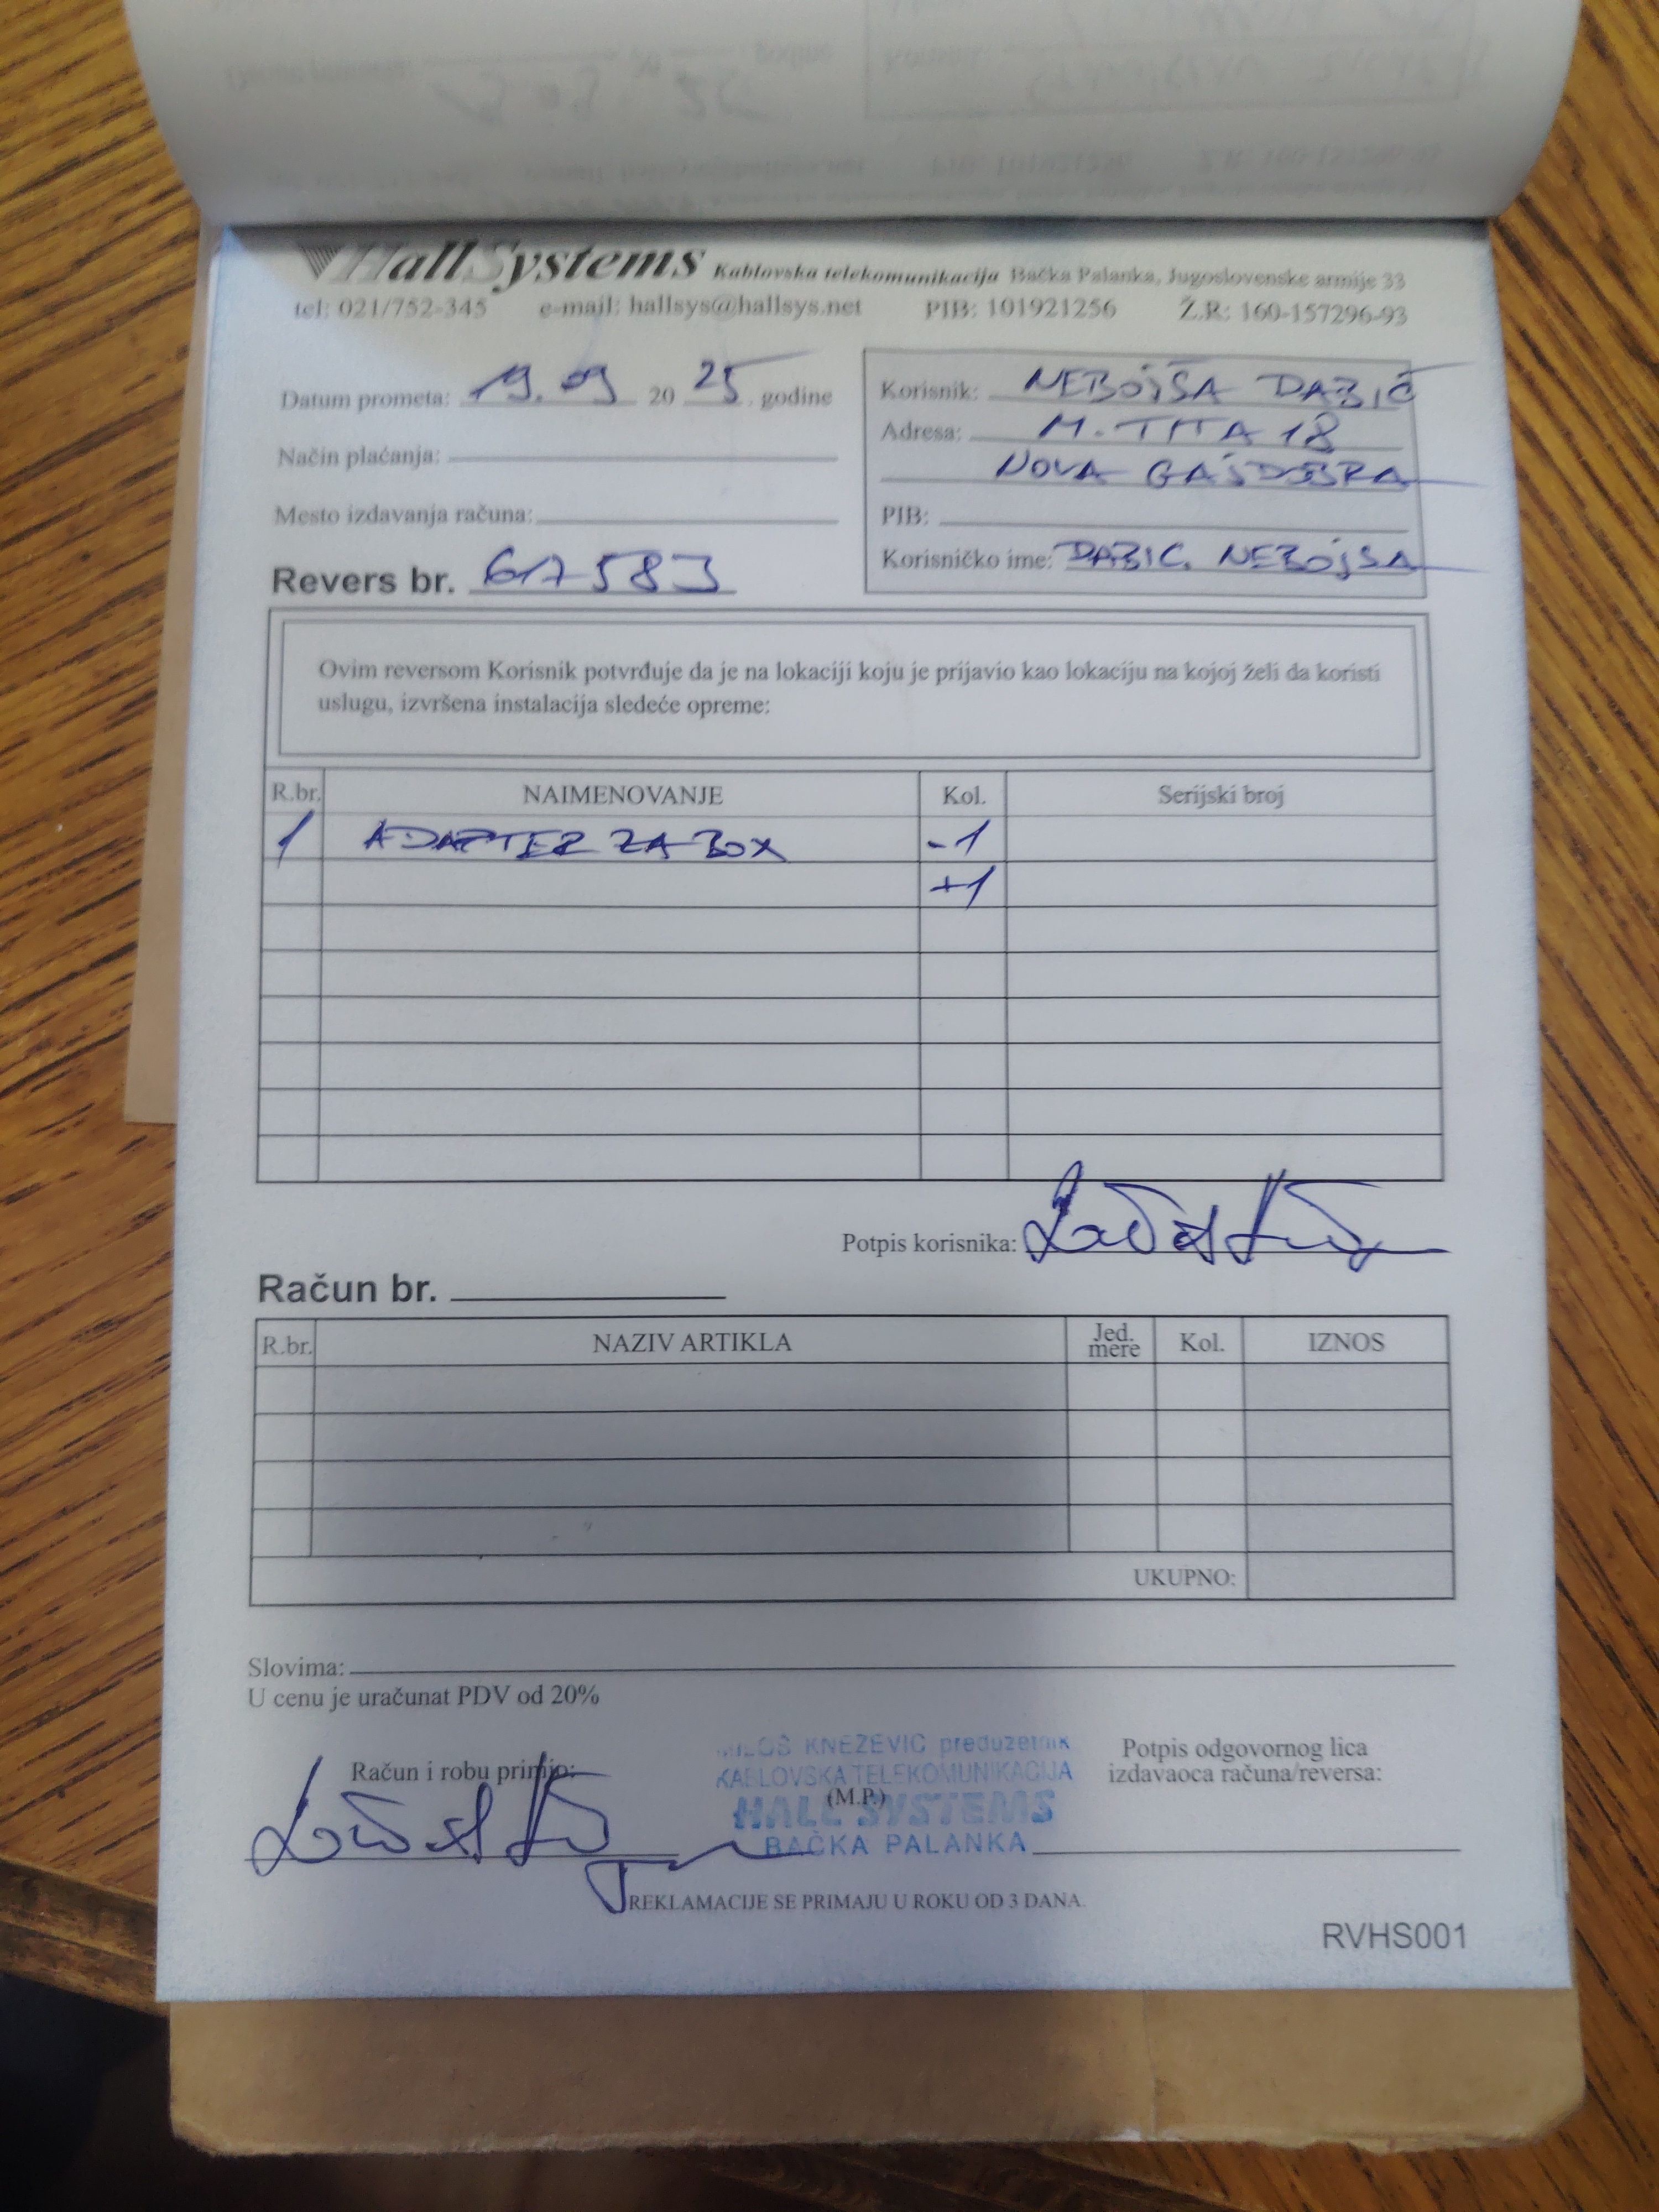 HallSystems Kablovska telekomunikacija Bačka Palanka, Jugoslovenske armije 33
tel: 021/752-345 e-mail: hallsys@hallsys.net PIB: 101921256 Ž.R: 160-157296-93
Datum prometa: 19.09 20 25. godine
Način plaćanja:
Mesto izdavanja računa:
Revers br. 617583
Korisnik: NEBOJŠA DABIĆ
Adresa: M. TITA 18
NOVA GAJDOBRA
PIB:
Korisničko ime: DABIC. NEBOJSA
Ovim reversom Korisnik potvrđuje da je na lokaciji koju je prijavio kao lokaciju na kojoj želi da koristi
uslugu, izvršena instalacija sledeće opreme:
R.br. NAIMENOVANJE Kol. Serijski broj
1 ADAPTER ZA BOX -1
+1
Potpis korisnika:
Račun br.
R.br. NAZIV ARTIKLA Jed. mere Kol. IZNOS
UKUPNO:
Slovima:
U cenu je uračunat PDV od 20%
Račun i robu primio:
MILOŠ KNEZEVIC preduzetnik
KABLOVSKA TELEKOMUNIKACIJA
(M.P.)
HALL SYSTEMS
BAČKA PALANKA
Potpis odgovornog lica
izdavaoca računa/reversa:
REKLAMACIJE SE PRIMAJU U ROKU OD 3 DANA.
RVHS001